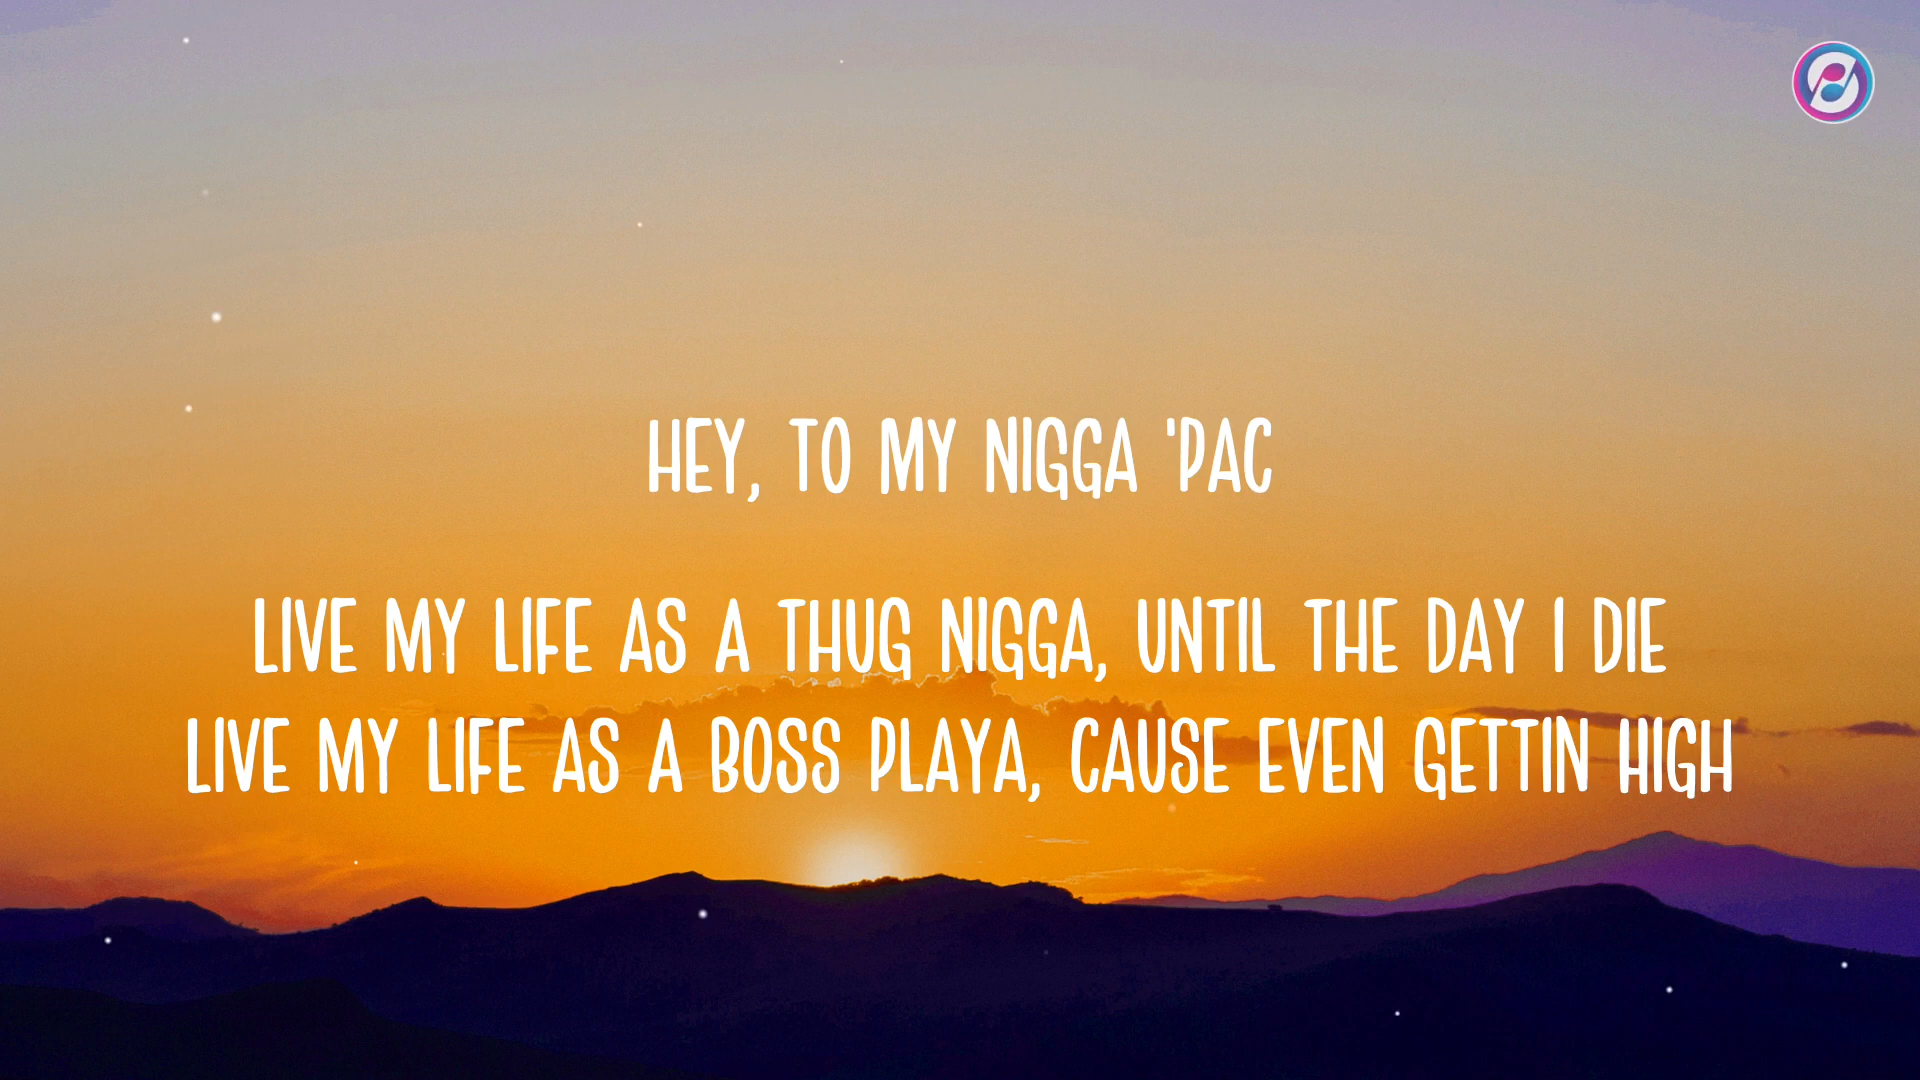 HEY, TO MY NIGGA 'PAC
LIVE MY LIFE AS A THUG NIGGA, UNTIL THE DAY I DIE
LIVE MY LIFE AS A BOSS PLAYA, CAUSE EVEN GETTIN HIGH